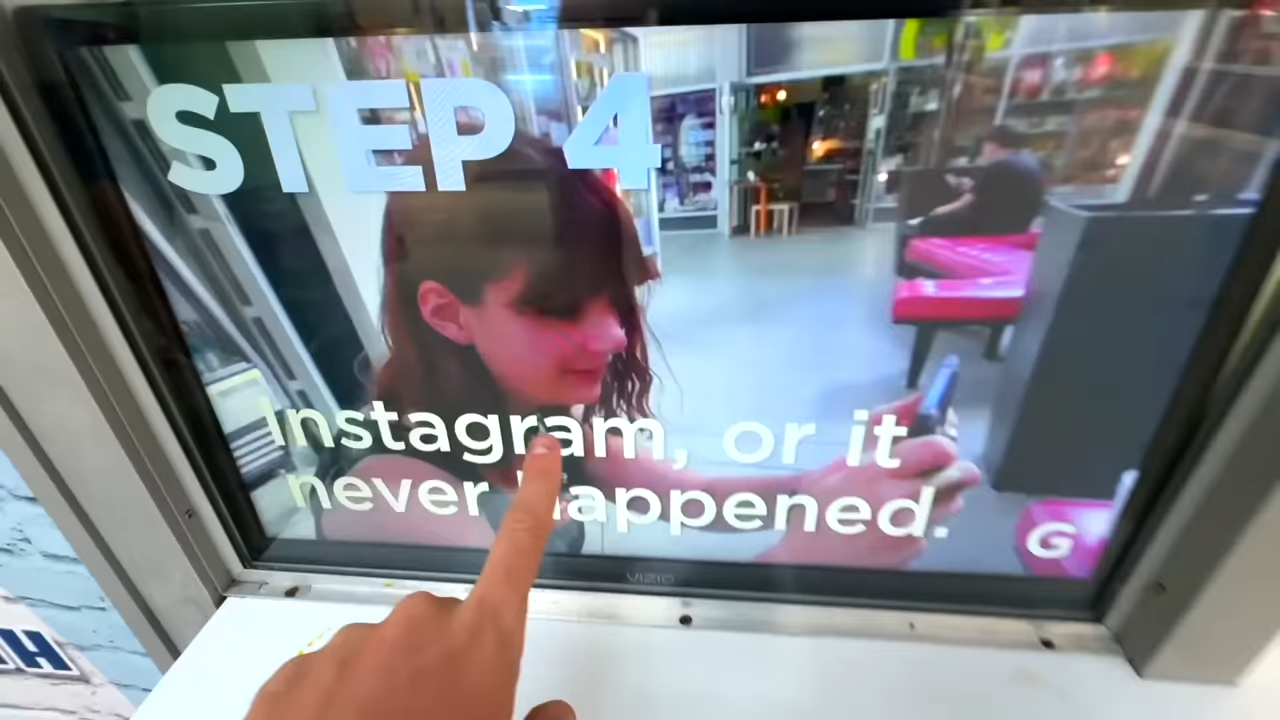 STEP 4
Instagram, or it
never happened.
G
VIZIO
H